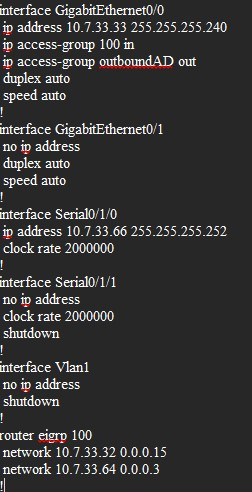 interface GigabitEthernet0/0
ip address 10.7.33.33 255.255.255.240
ip access-group 100 in
ip access-group outboundAD out
duplex auto
speed auto
!
interface GigabitEthernet0/1
no ip address
duplex auto
speed auto
!
interface Serial0/1/0
ip address 10.7.33.66 255.255.255.252
clock rate 2000000
!
interface Serial0/1/1
no ip address
clock rate 2000000
shutdown
!
interface Vlan1
no ip address
shutdown
!
router eigrp 100
network 10.7.33.32 0.0.0.15
network 10.7.33.64 0.0.0.3
!